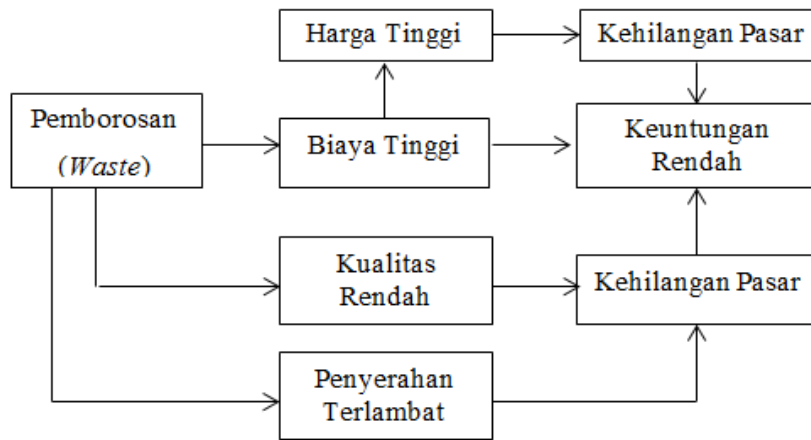 Harga Tinggi
Kehilangan Pasar
Pemborosan
(Waste)
Biaya Tinggi
Keuntungan
Rendah
Kualitas
Rendah
Kehilangan Pasar
Penyerahan
Terlambat